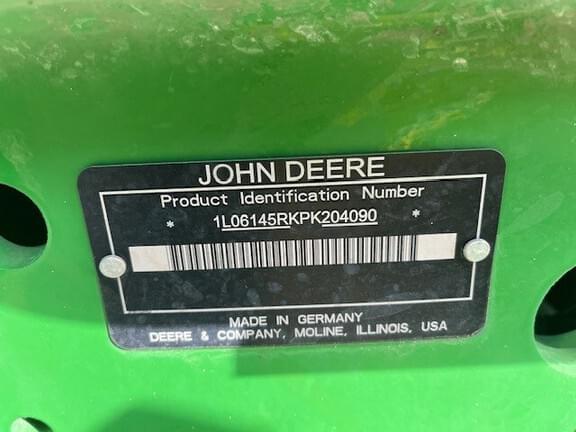 JOHN DEERE
Product Identification Number
* 1L06145RKPK204090 *
MADE IN GERMANY
DEERE & COMPANY, MOLINE, ILLINOIS, USA